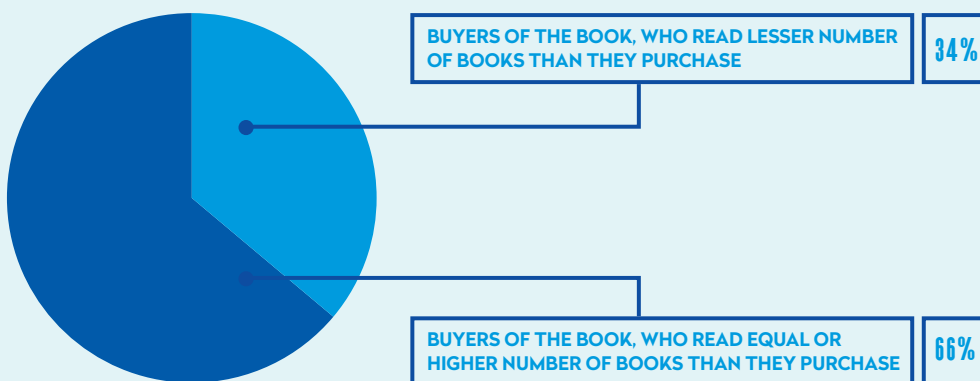 BUYERS OF THE BOOK, WHO READ LESSER NUMBER
OF BOOKS THAN THEY PURCHASE
34%
BUYERS OF THE BOOK, WHO READ EQUAL OR
HIGHER NUMBER OF BOOKS THAN THEY PURCHASE
66%